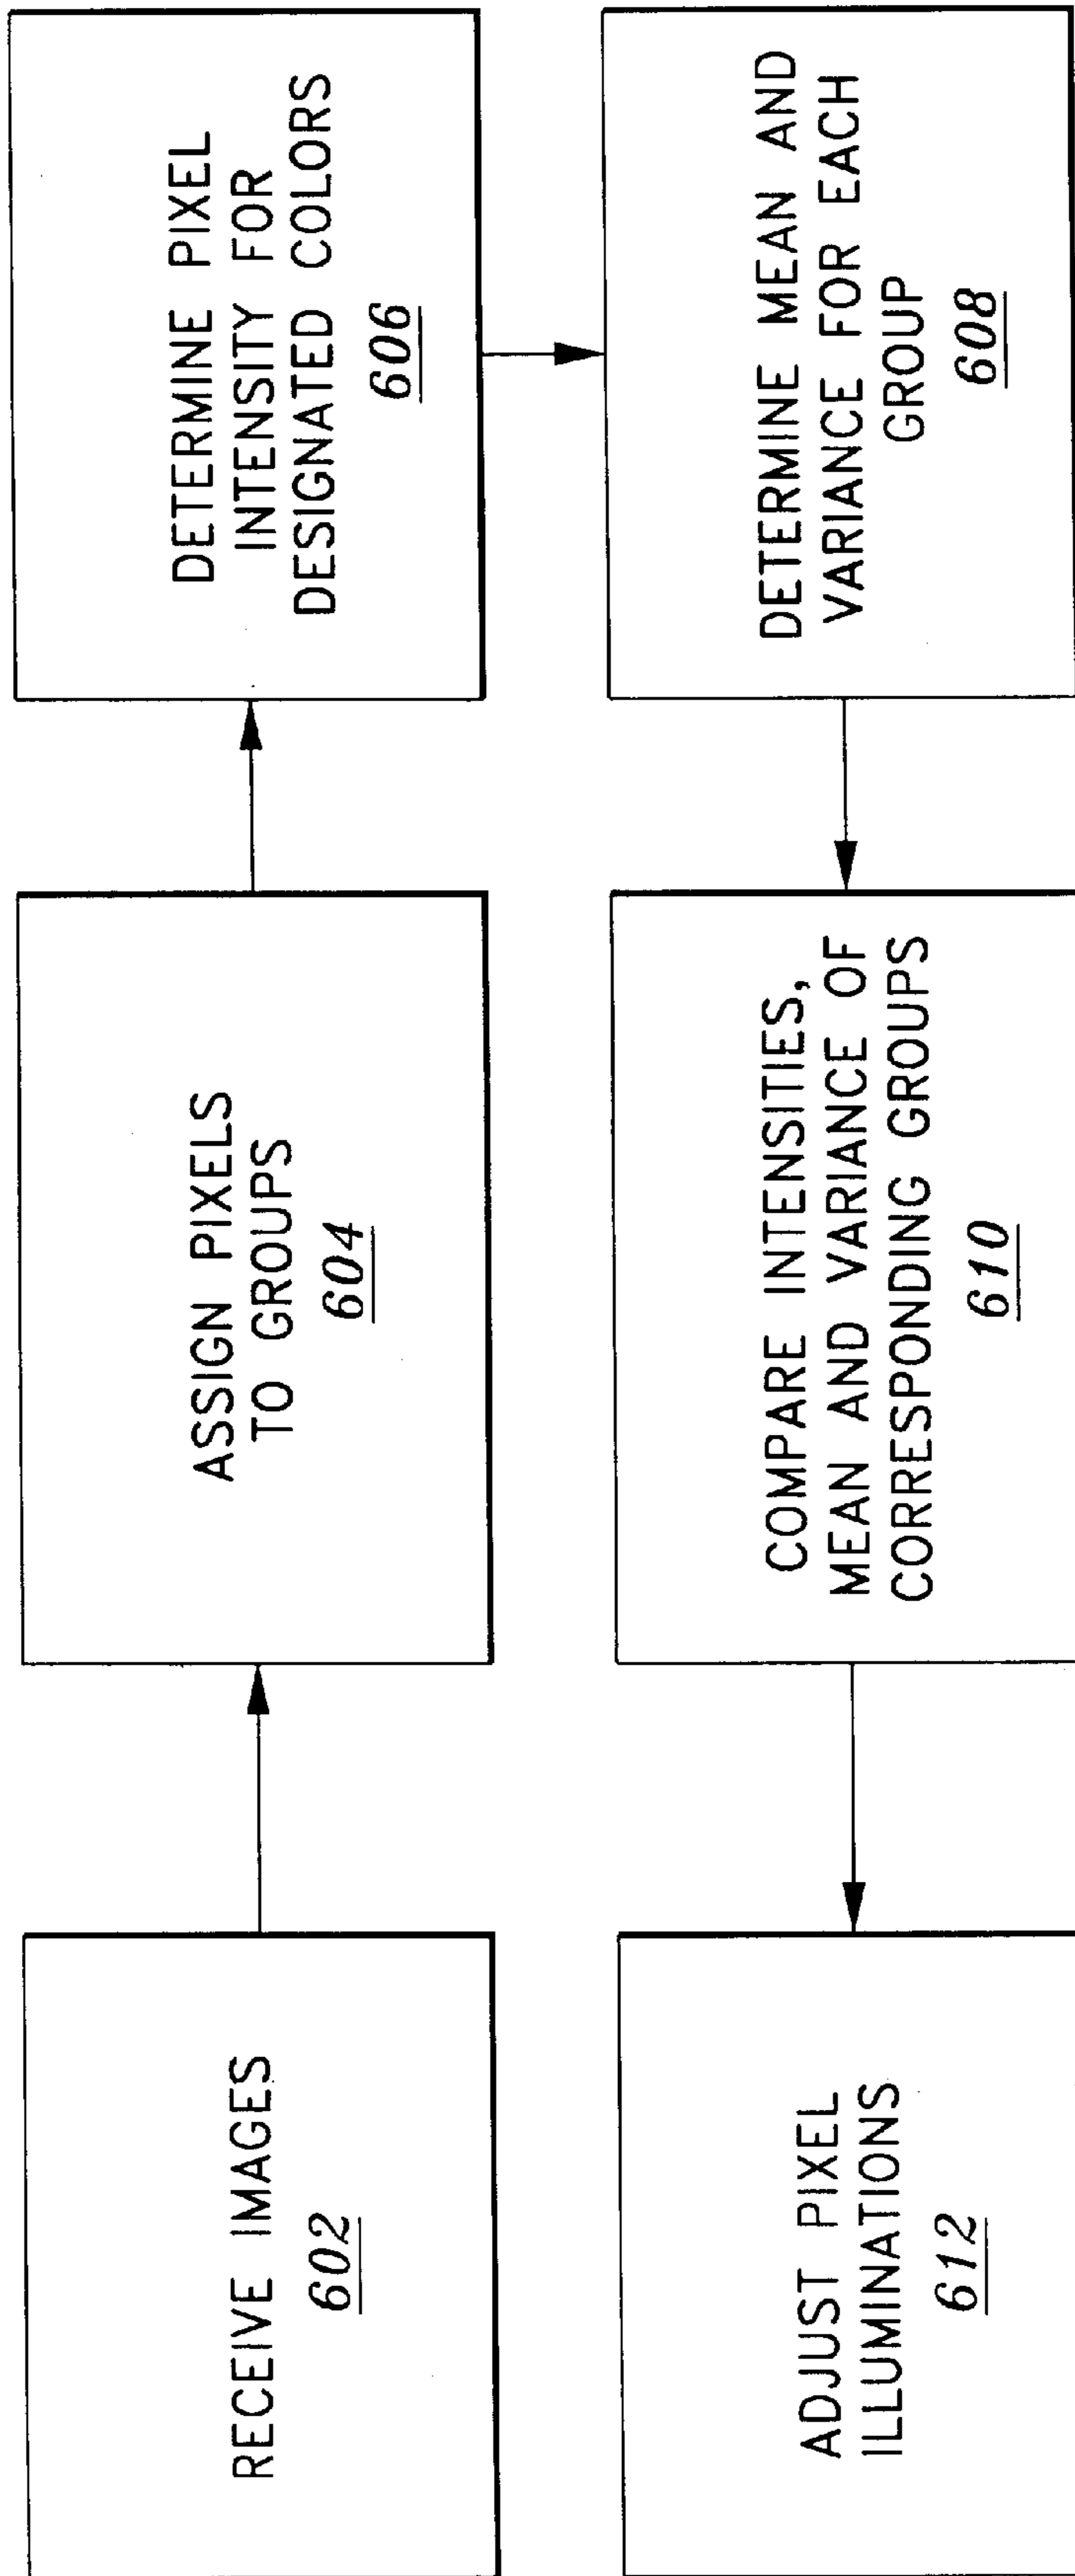 RECEIVE IMAGES
602
ASSIGN PIXELS
TO GROUPS
604
DETERMINE PIXEL
INTENSITY FOR
DESIGNATED COLORS
606
DETERMINE MEAN AND
VARIANCE FOR EACH
GROUP
608
COMPARE INTENSITIES,
MEAN AND VARIANCE OF
CORRESPONDING GROUPS
610
ADJUST PIXEL
ILLUMINATIONS
612